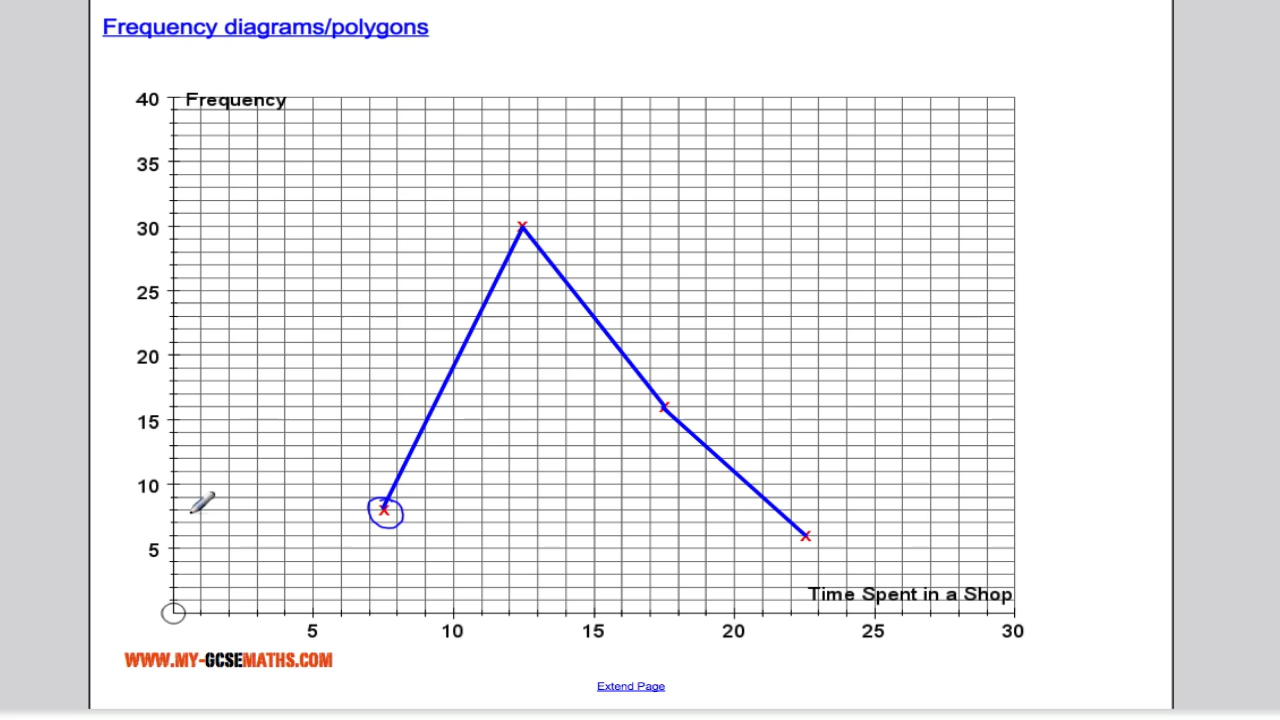 Frequency diagrams/polygons
Frequency
40
35
30
25
20
15
10
5
Time Spent in a Shop
5 10 15 20 25 30
WWW.MY-GCSEMATHS.COM
Extend Page